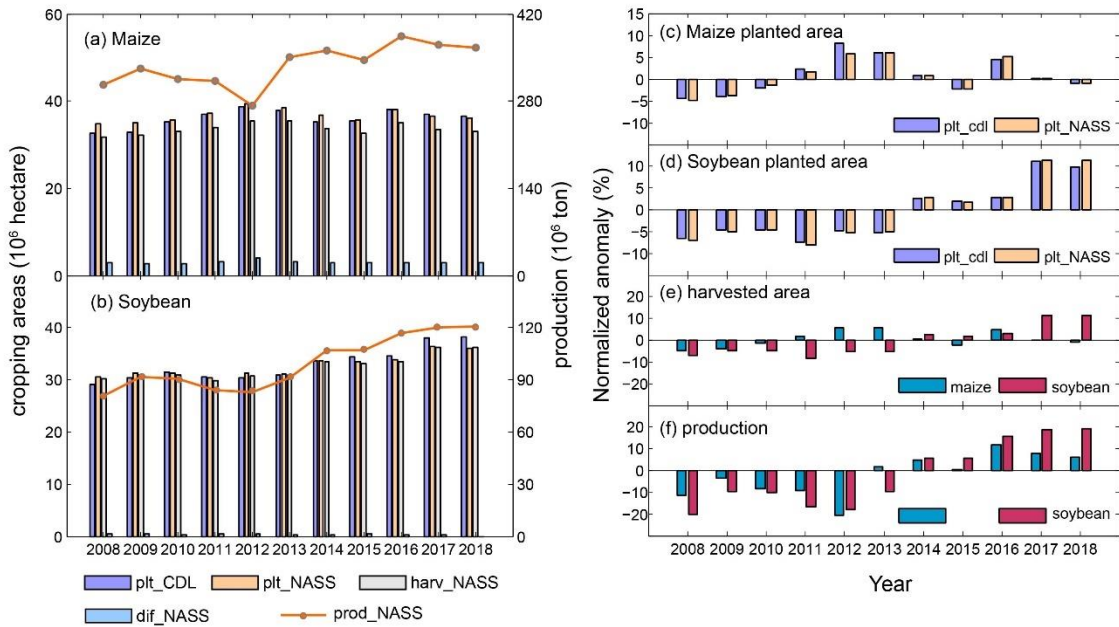 (a) Maize
60
40
20
0
420
280
140
0
(b) Soybean
40
30
20
10
0
120
90
60
30
0
cropping areas (10⁶ hectare)
production (10⁶ ton)
2008 2009 2010 2011 2012 2013 2014 2015 2016 2017 2018
plt_CDL plt_NASS harv_NASS
dif_NASS prod_NASS
Normalized anomaly (%)
(c) Maize planted area
15
10
5
0
−5
−10
plt_cdl plt_NASS
(d) Soybean planted area
10
5
0
−5
−10
plt_cdl plt_NASS
(e) harvested area
20
10
0
−10
−20
maize soybean
(f) production
20
10
0
−10
−20
soybean
2008 2009 2010 2011 2012 2013 2014 2015 2016 2017 2018
Year